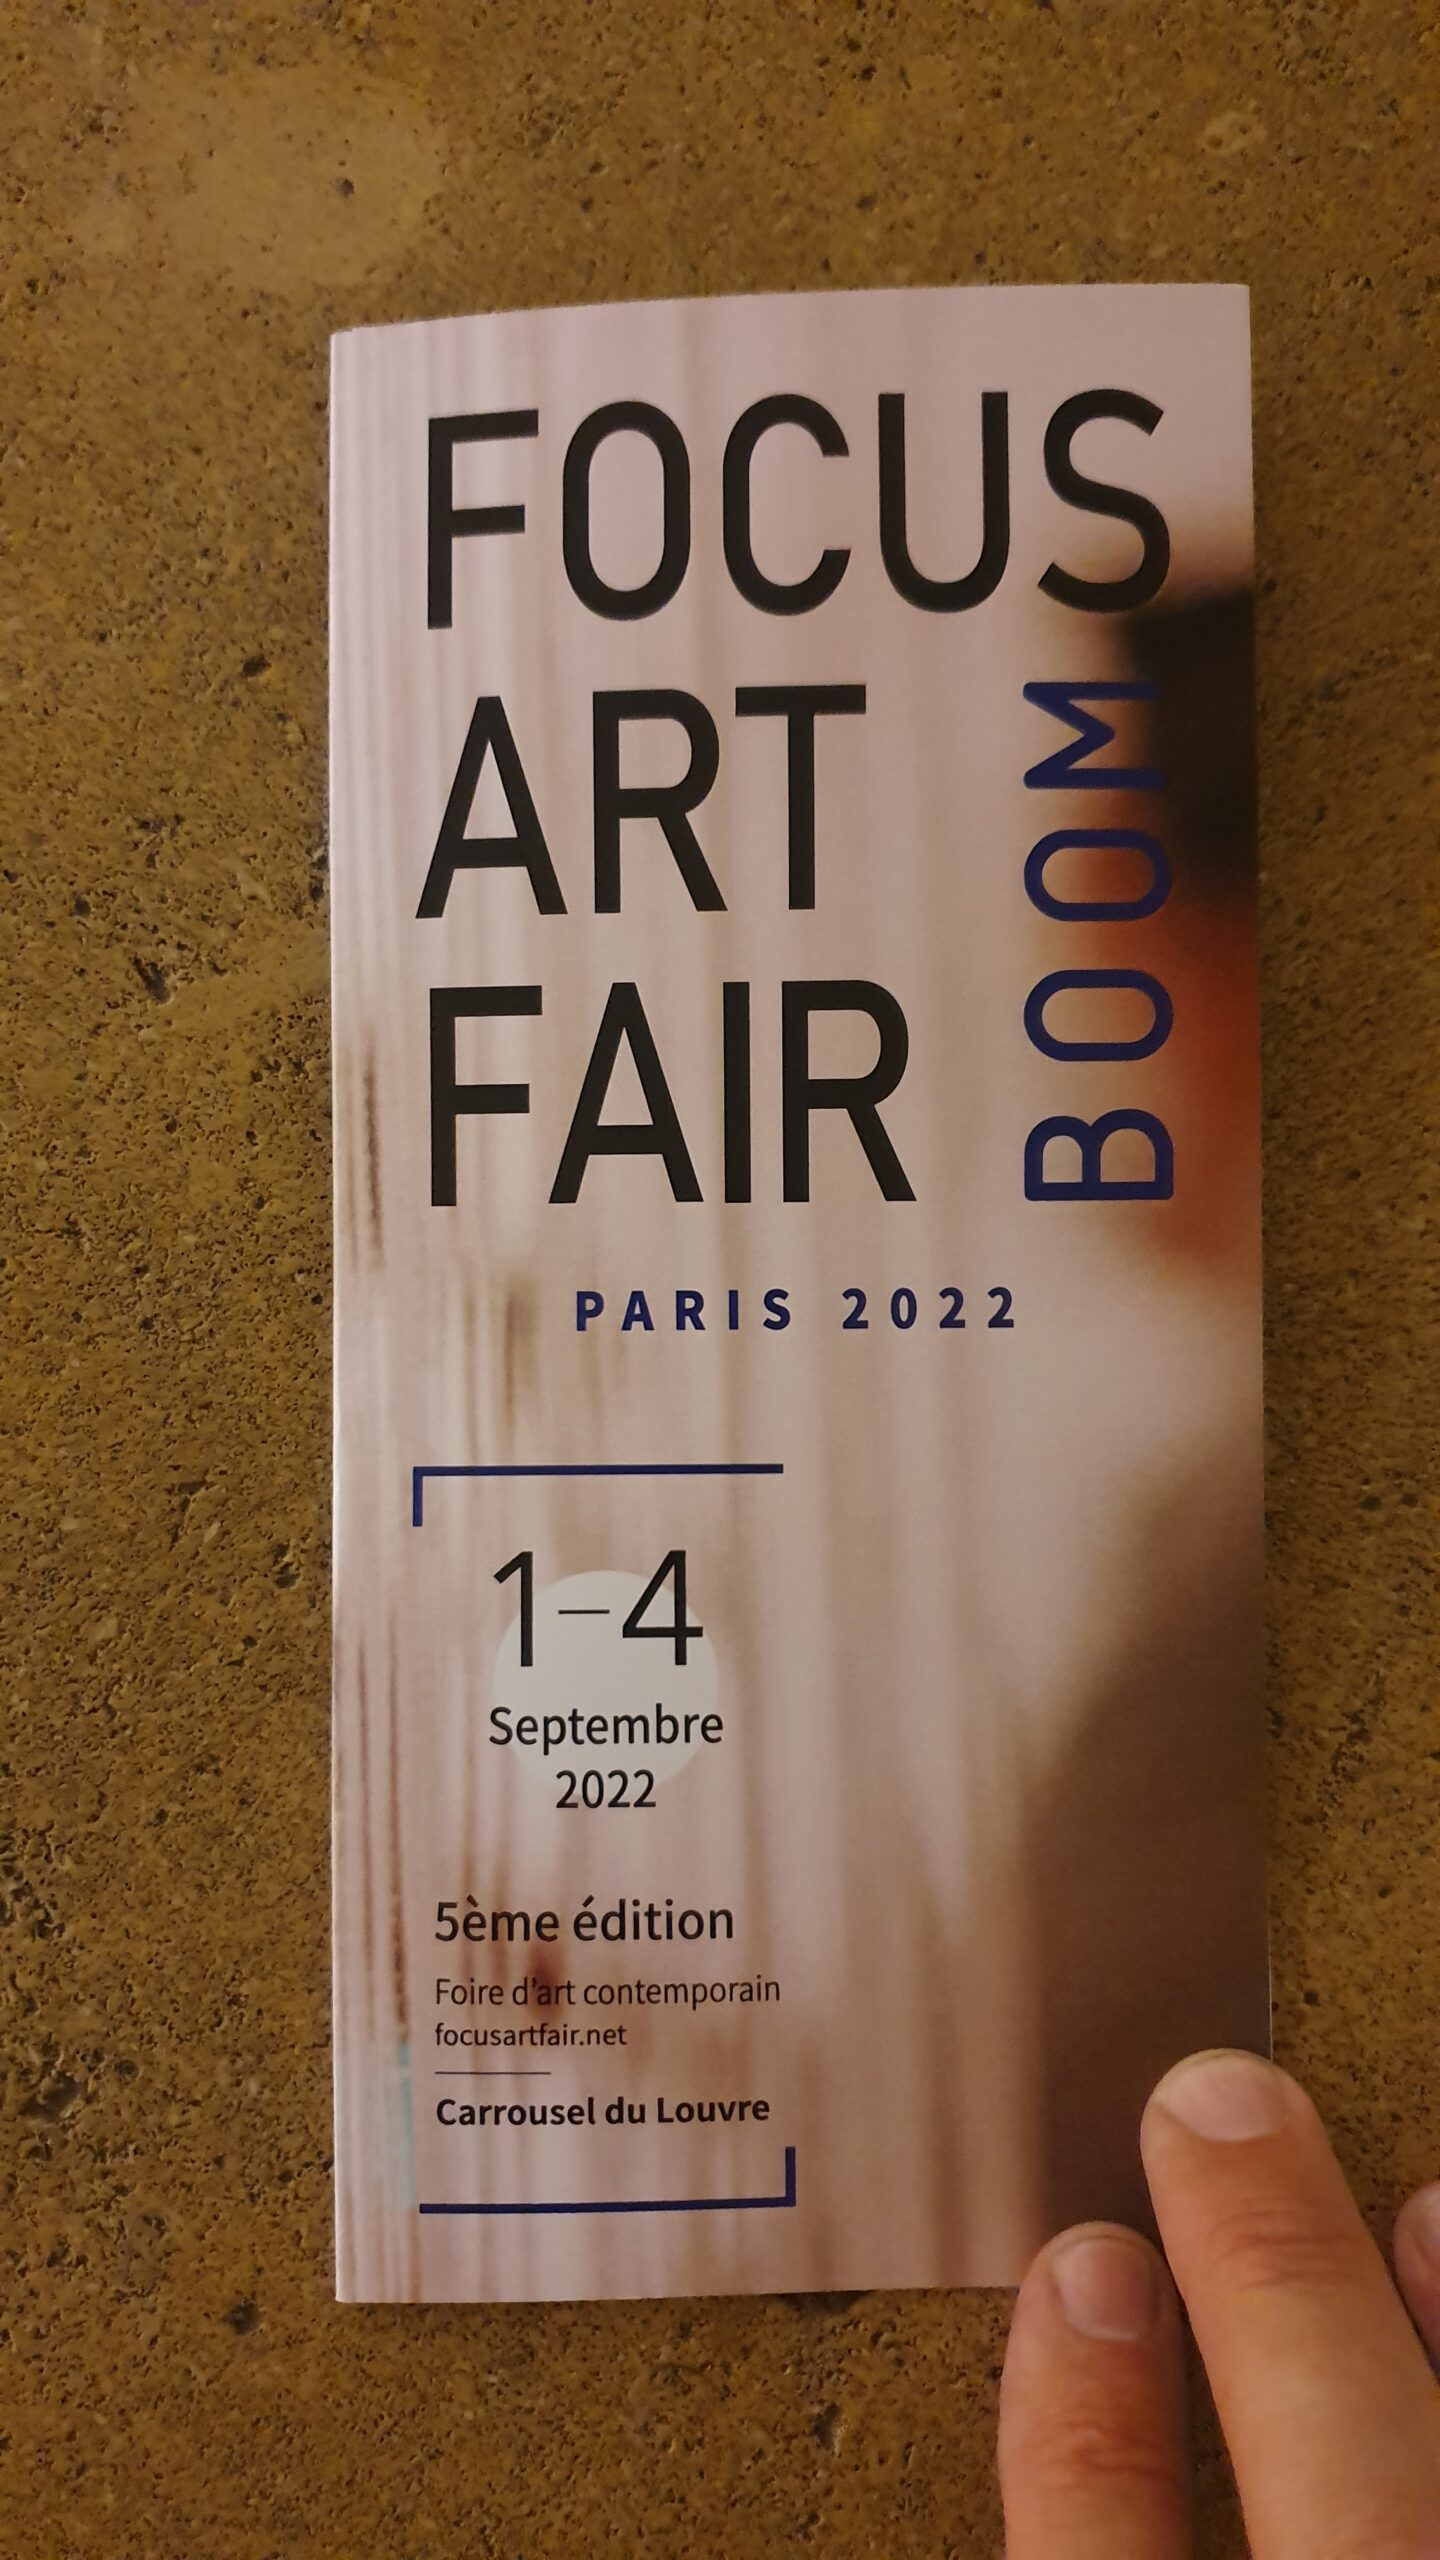 FOCUS
ART
FAIR
BOOM
PARIS 2022
1–4
Septembre
2022
5ème édition
Foire d'art contemporain
focusartfair.net
Carrousel du Louvre